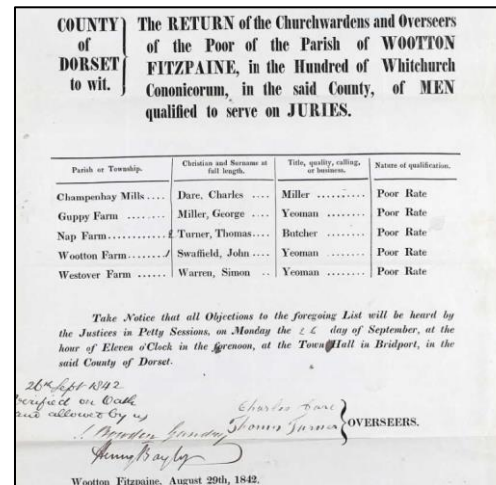 COUNTY
of
DORSET
to wit.
The RETURN of the Churchwardens and Overseers
of the Poor of the Parish of WOOTTON
FITZPAINE, in the Hundred of Whitchurch
Cononicorum, in the said County, of MEN
qualified to serve on JURIES.
Parish or Township. Christian and Surname at full length. Title, quality, calling, or business. Nature of qualification.
Champenhay Mills .... Dare, Charles .... Miller ........ Poor Rate
Guppy Farm ........ Miller, George .... Yeoman ........ Poor Rate
Nap Farm........... Turner, Thomas.... Butcher ........ Poor Rate
Wootton Farm....... Swaffield, John .... Yeoman ........ Poor Rate
Westover Farm ...... Warren, Simon .. Yeoman ........ Poor Rate
Take Notice that all Objections to the foregoing List will be heard by
the Justices in Petty Sessions, on Monday the 26 day of September, at the
hour of Eleven o'Clock in the forenoon, at the Town Hall in Bridport, in the
said County of Dorset.
26th Sept 1842
verified on Oath
and allowed by us
Charles Dare
Thomas Turner
OVERSEERS.
Wootton Fitzpaine, August 29th, 1842.